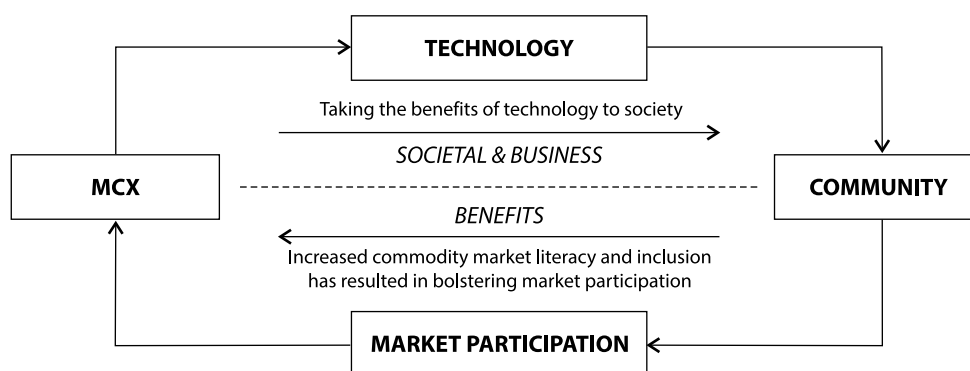 TECHNOLOGY
Taking the benefits of technology to society
SOCIETAL & BUSINESS
MCX
COMMUNITY
BENEFITS
Increased commodity market literacy and inclusion
has resulted in bolstering market participation
MARKET PARTICIPATION